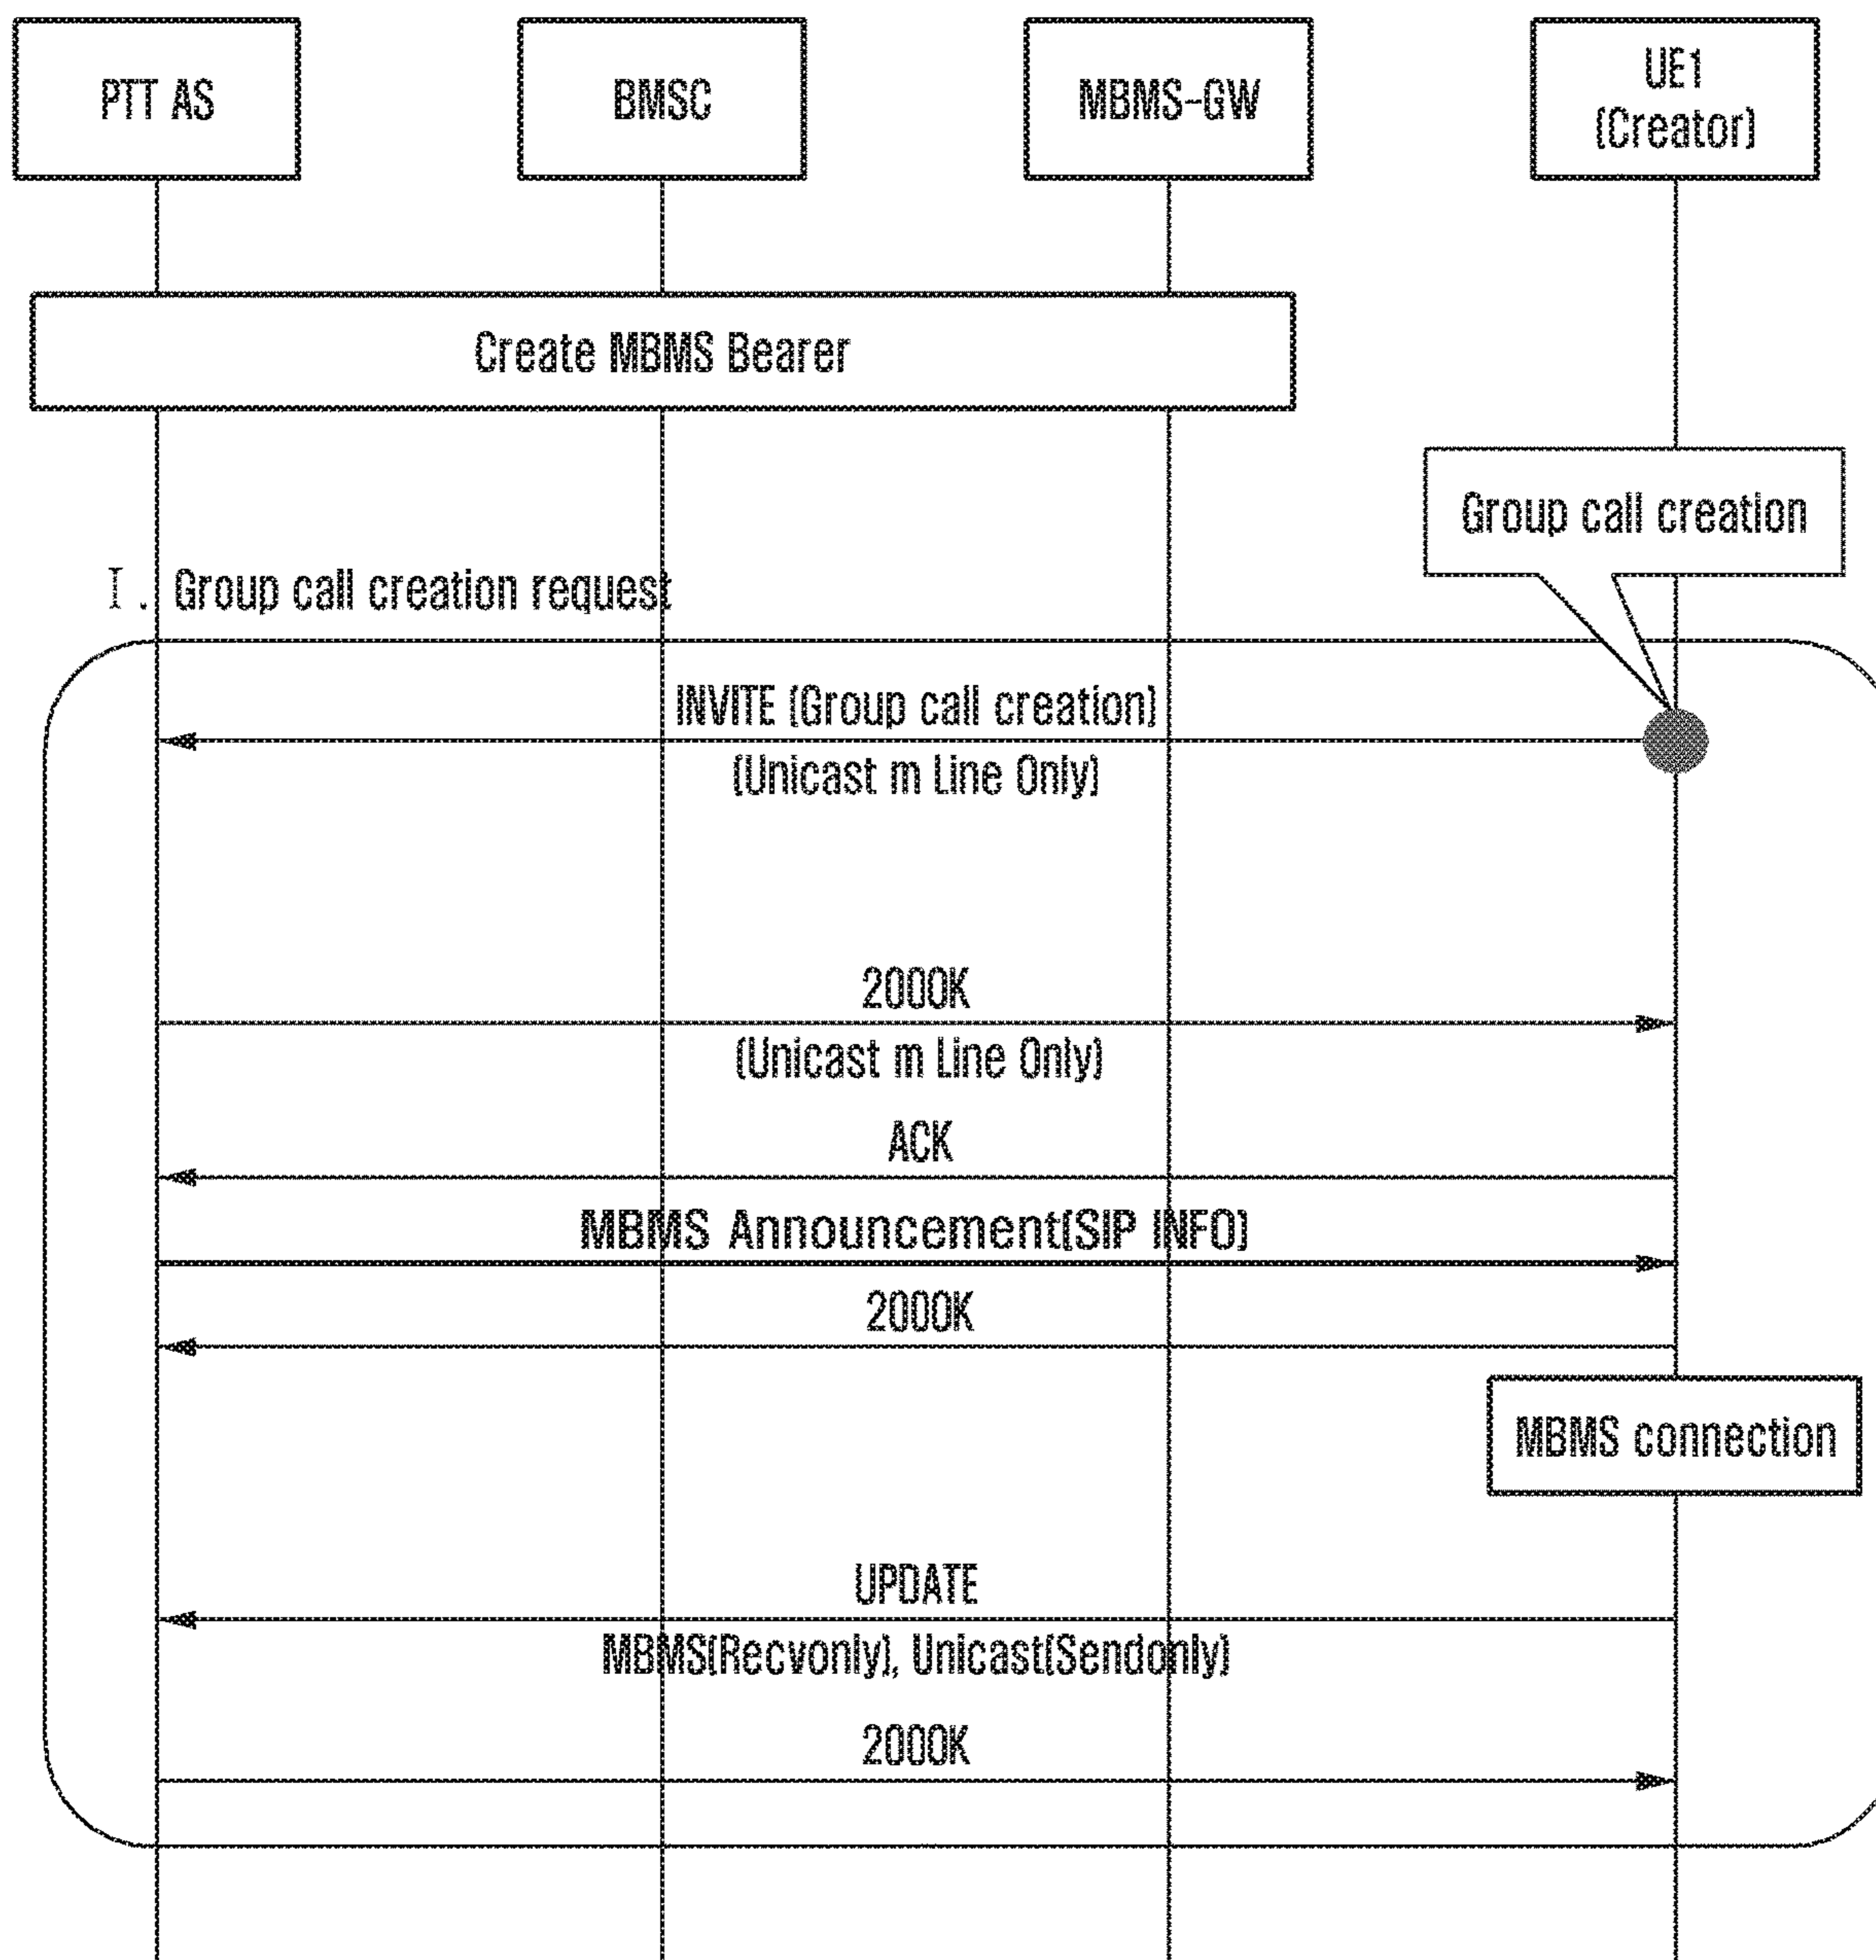 PTT AS
BMSC
MBMS-GW
UE1
(Creator)
Create MBMS Bearer
Group call creation
I. Group call creation request
INVITE (Group call creation)
(Unicast m Line Only)
200OK
(Unicast m Line Only)
ACK
MBMS Announcement(SIP INFO)
200OK
MBMS connection
UPDATE
MBMS(Recvonly), Unicast(Sendonly)
200OK